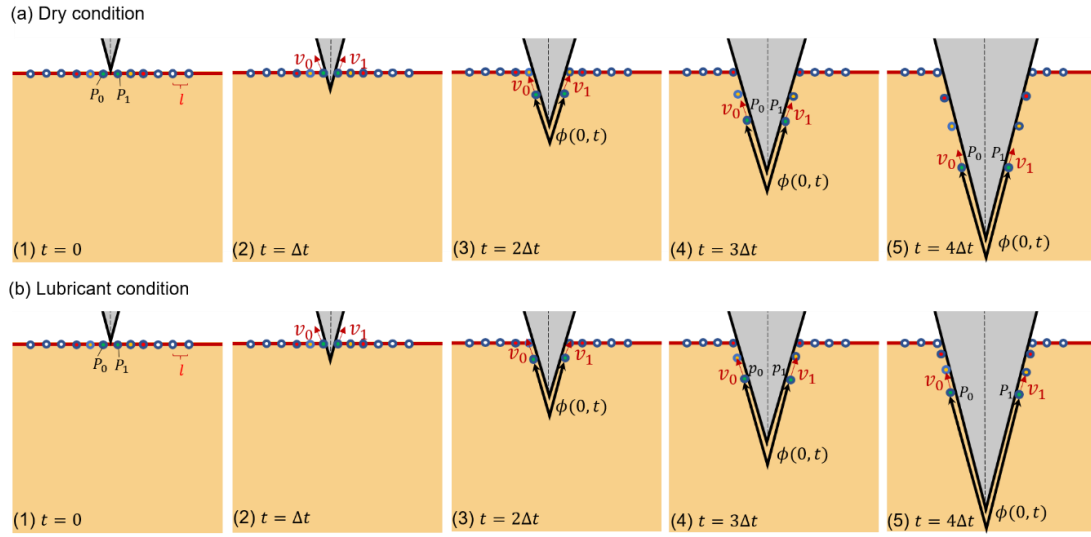 (a) Dry condition
P₀ P₁ l
(1) t = 0
v₀ v₁
(2) t = Δt
v₀ v₁
ϕ(0, t)
(3) t = 2Δt
v₀ P₀ P₁ v₁
ϕ(0, t)
(4) t = 3Δt
v₀ P₀ P₁ v₁
ϕ(0, t)
(5) t = 4Δt
(b) Lubricant condition
P₀ P₁ l
(1) t = 0
v₀ v₁
(2) t = Δt
v₀ v₁
ϕ(0, t)
(3) t = 2Δt
v₀ p₀ p₁ v₁
ϕ(0, t)
(4) t = 3Δt
v₀ P₀ P₁ v₁
ϕ(0, t)
(5) t = 4Δt